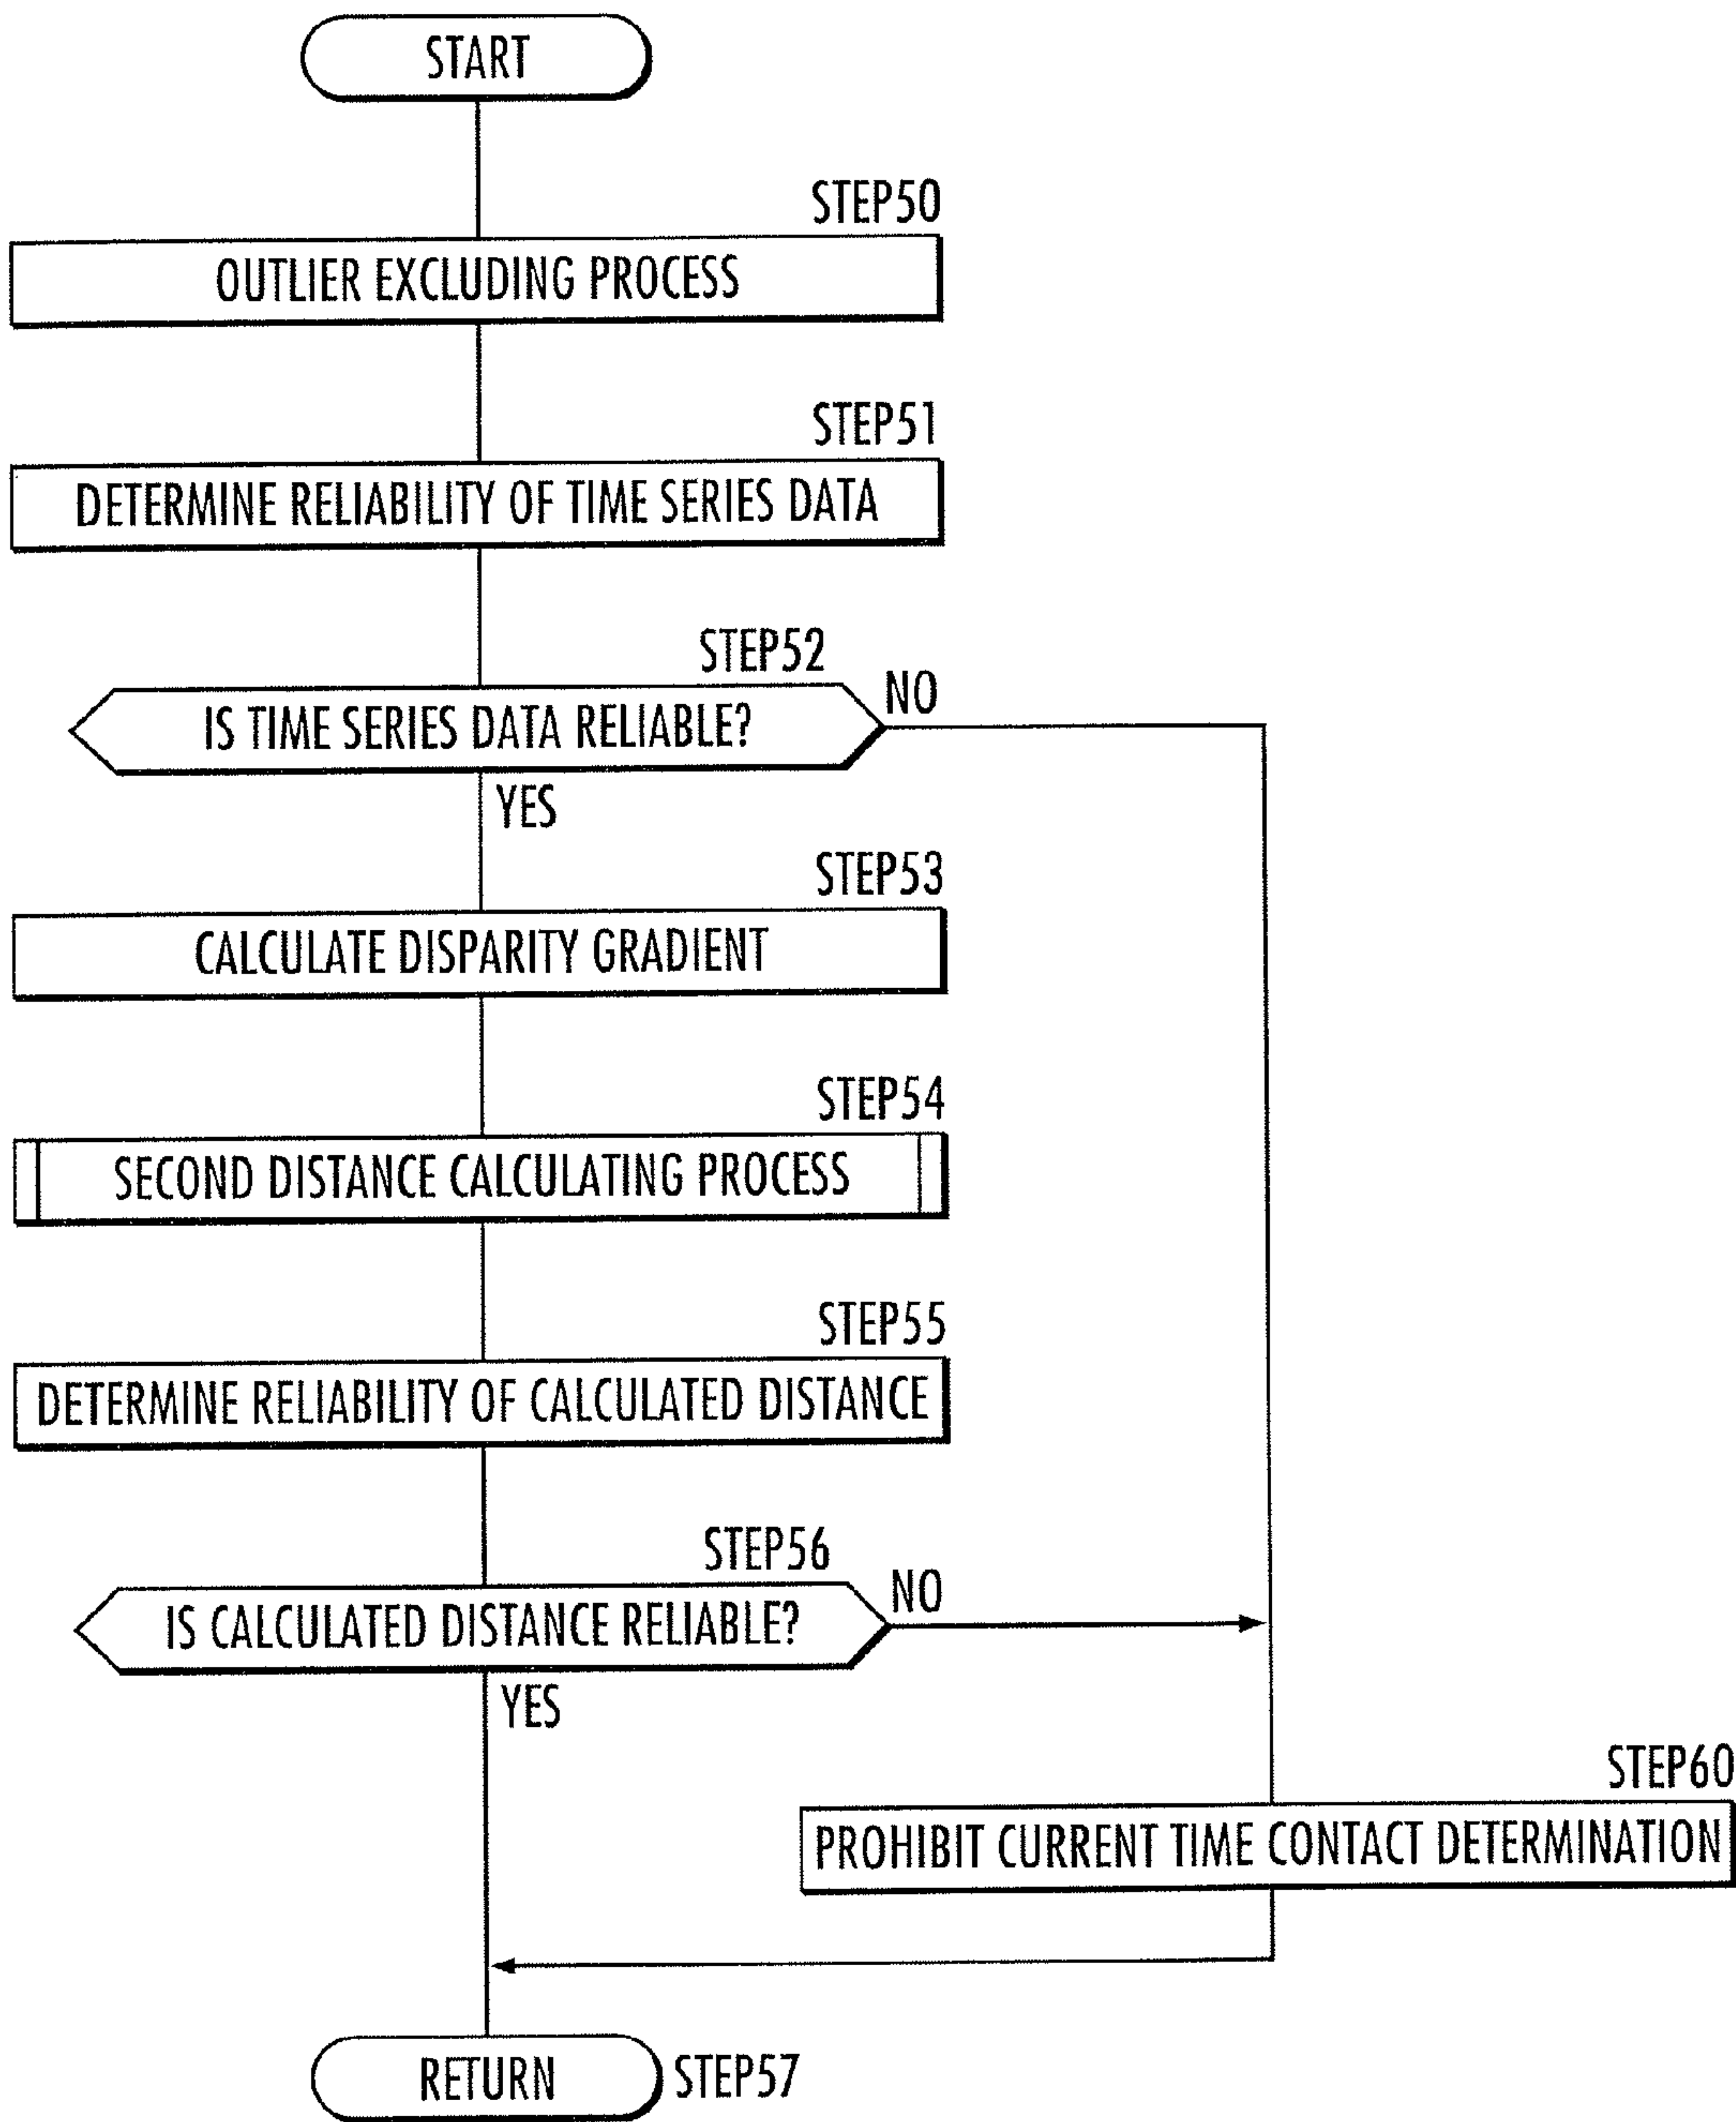 START
STEP50
OUTLIER EXCLUDING PROCESS
STEP51
DETERMINE RELIABILITY OF TIME SERIES DATA
STEP52
IS TIME SERIES DATA RELIABLE?
NO
YES
STEP53
CALCULATE DISPARITY GRADIENT
STEP54
SECOND DISTANCE CALCULATING PROCESS
STEP55
DETERMINE RELIABILITY OF CALCULATED DISTANCE
STEP56
IS CALCULATED DISTANCE RELIABLE?
NO
YES
STEP60
PROHIBIT CURRENT TIME CONTACT DETERMINATION
RETURN
STEP57